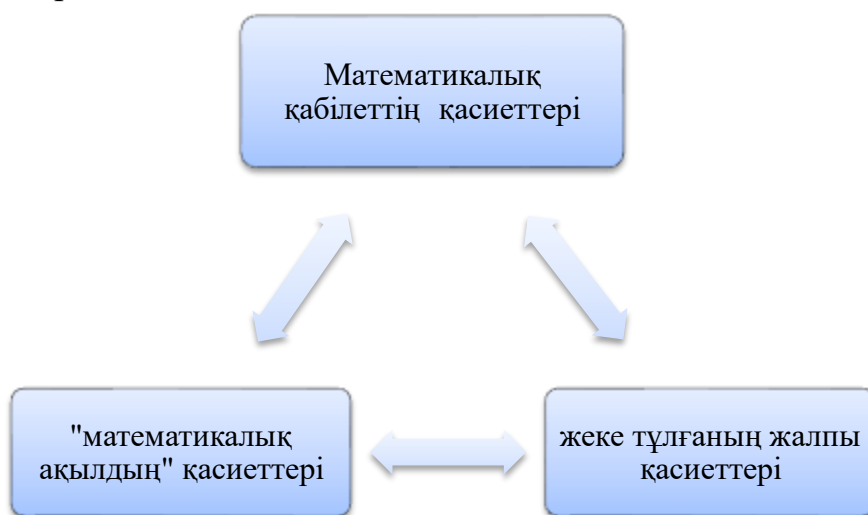 Математикалық
қабілеттің қасиеттері
"математикалық
ақылдың" қасиеттері
жеке тұлғаның жалпы
қасиеттері